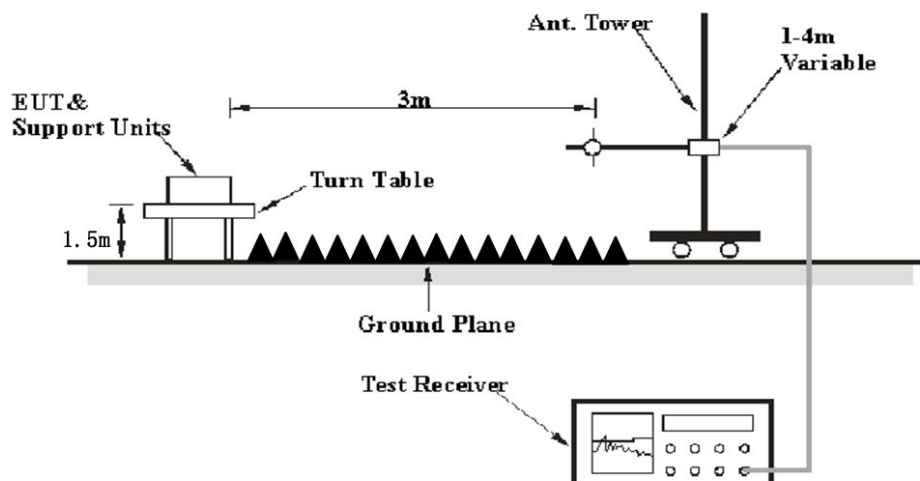 Ant. Tower
1-4m
Variable
3m
EUT&
Support Units
Turn Table
1.5m
Ground Plane
Test Receiver